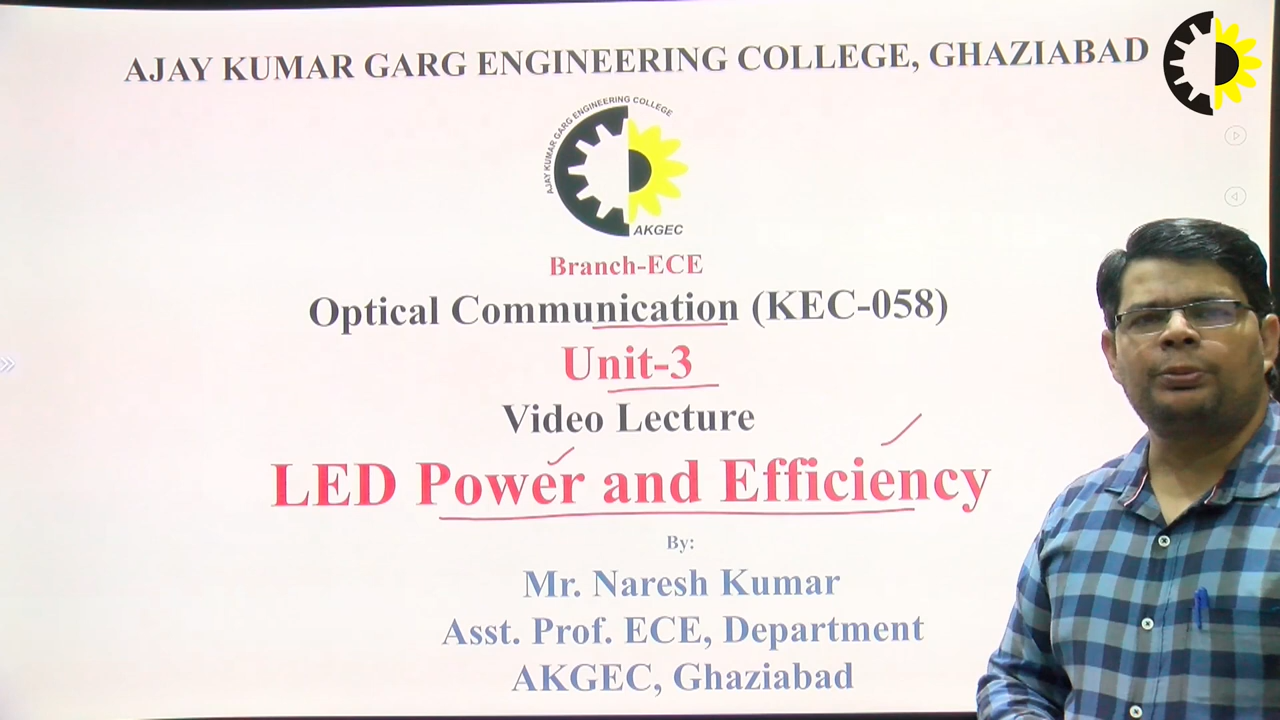 AJAY KUMAR GARG ENGINEERING COLLEGE, GHAZIABAD
AJAY KUMAR GARG ENGINEERING COLLEGE
AKGEC
Branch-ECE
Optical Communication (KEC-058)
Unit-3
Video Lecture
LED Power and Efficiency
By:
Mr. Naresh Kumar
Asst. Prof. ECE, Department
AKGEC, Ghaziabad